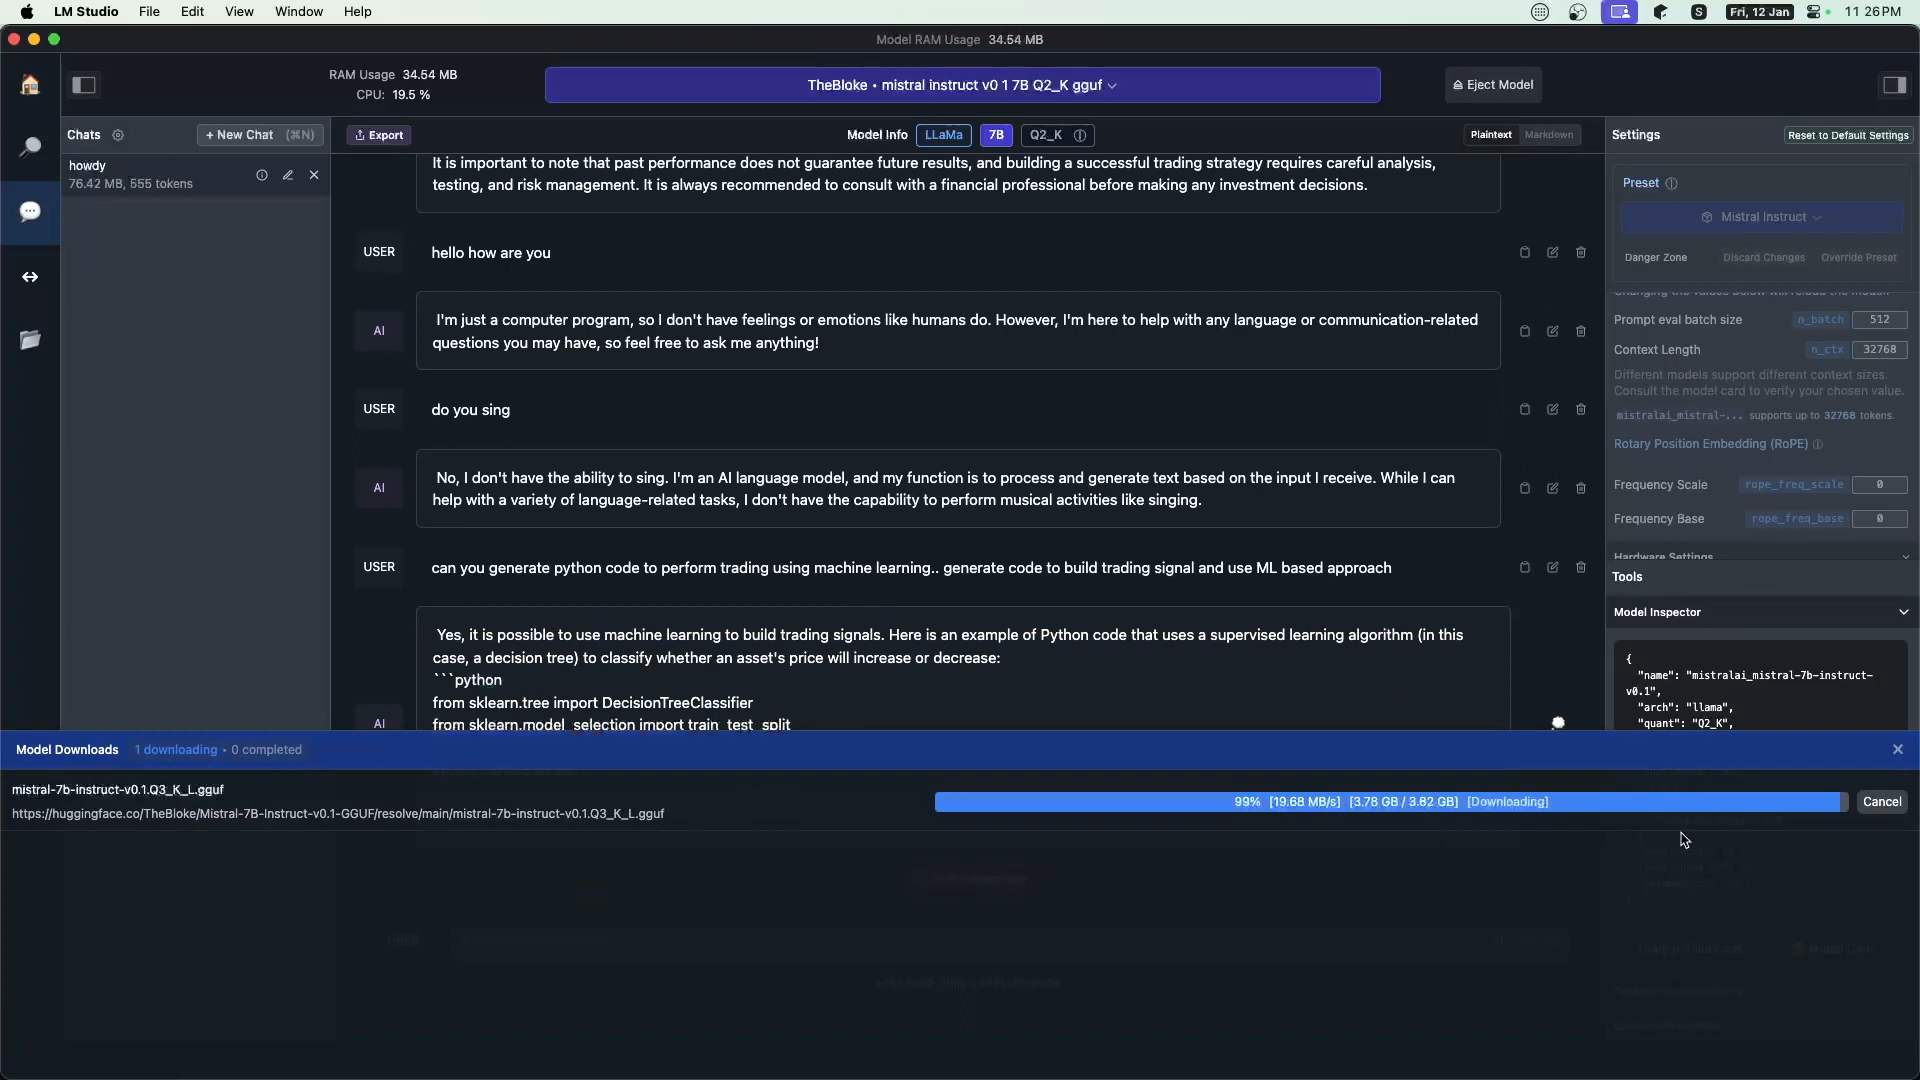 LM Studio File Edit View Window Help
S Fri, 12 Jan 11 26 PM
Model RAM Usage 34.54 MB
RAM Usage 34.54 MB
CPU: 19.5 %
TheBloke • mistral instruct v0 1 7B Q2_K gguf
Eject Model
Chats
+ New Chat (⌘N)
howdy
76.42 MB, 555 tokens
Export
Model Info LLaMa 7B Q2_K
Plaintext Markdown
It is important to note that past performance does not guarantee future results, and building a successful trading strategy requires careful analysis,
testing, and risk management. It is always recommended to consult with a financial professional before making any investment decisions.
USER
hello how are you
AI
I'm just a computer program, so I don't have feelings or emotions like humans do. However, I'm here to help with any language or communication-related
questions you may have, so feel free to ask me anything!
USER
do you sing
AI
No, I don't have the ability to sing. I'm an AI language model, and my function is to process and generate text based on the input I receive. While I can
help with a variety of language-related tasks, I don't have the capability to perform musical activities like singing.
USER
can you generate python code to perform trading using machine learning.. generate code to build trading signal and use ML based approach
AI
Yes, it is possible to use machine learning to build trading signals. Here is an example of Python code that uses a supervised learning algorithm (in this
case, a decision tree) to classify whether an asset's price will increase or decrease:
```python
from sklearn.tree import DecisionTreeClassifier
from sklearn.model_selection import train_test_split
Settings
Reset to Default Settings
Preset
Mistral Instruct
Danger Zone Discard Changes Override Preset
Changing the values below will reload the model.
Prompt eval batch size n_batch 512
Context Length n_ctx 32768
Different models support different context sizes.
Consult the model card to verify your chosen value.
mistralai_mistral-... supports up to 32768 tokens.
Rotary Position Embedding (RoPE)
Frequency Scale rope_freq_scale 0
Frequency Base rope_freq_base 0
Hardware Settings
Tools
Model Inspector
{
"name": "mistralai_mistral-7b-instruct-
v0.1",
"arch": "llama",
"quant": "Q2_K",
Model Downloads 1 downloading • 0 completed
mistral-7b-instruct-v0.1.Q3_K_L.gguf
https://huggingface.co/TheBloke/Mistral-7B-Instruct-v0.1-GGUF/resolve/main/mistral-7b-instruct-v0.1.Q3_K_L.gguf
99% [19.68 MB/s] [3.78 GB / 3.82 GB] [Downloading]
Cancel
USER